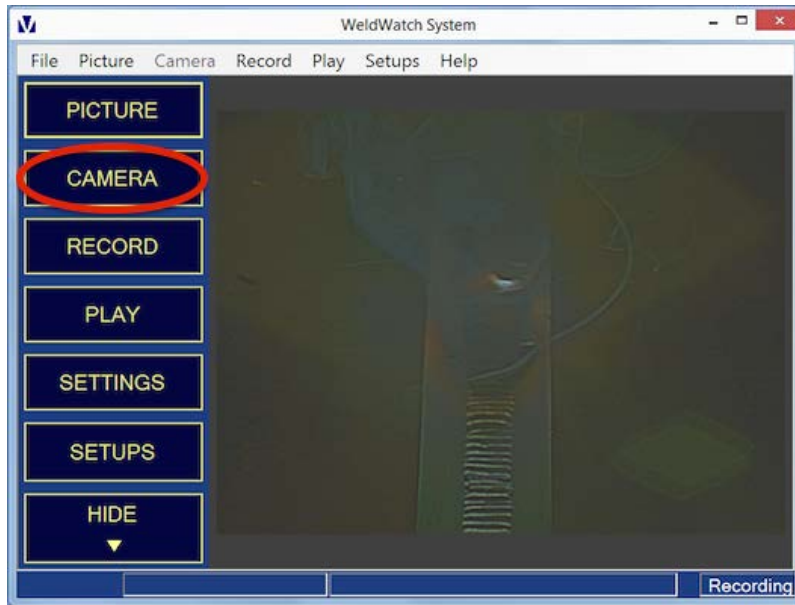 WeldWatch System
File Picture Camera Record Play Setups Help
PICTURE
CAMERA
RECORD
PLAY
SETTINGS
SETUPS
HIDE
Recording